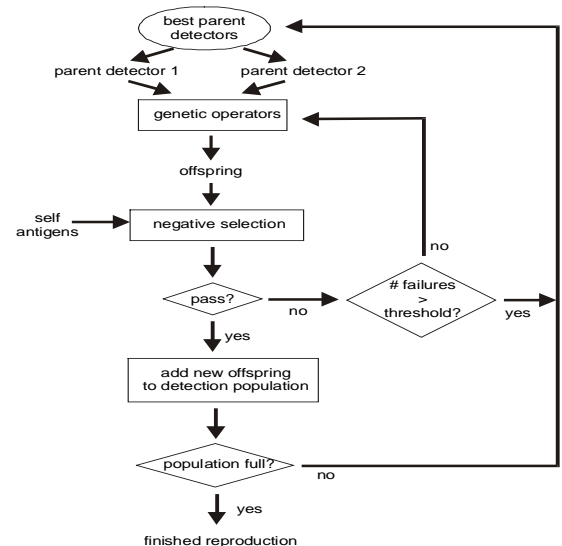 best parent
detectors
parent detector 1
parent detector 2
genetic operators
offspring
self
antigens
negative selection
no
# failures
>
threshold?
pass?
no
yes
yes
add new offspring
to detection population
population full?
no
yes
finished reproduction